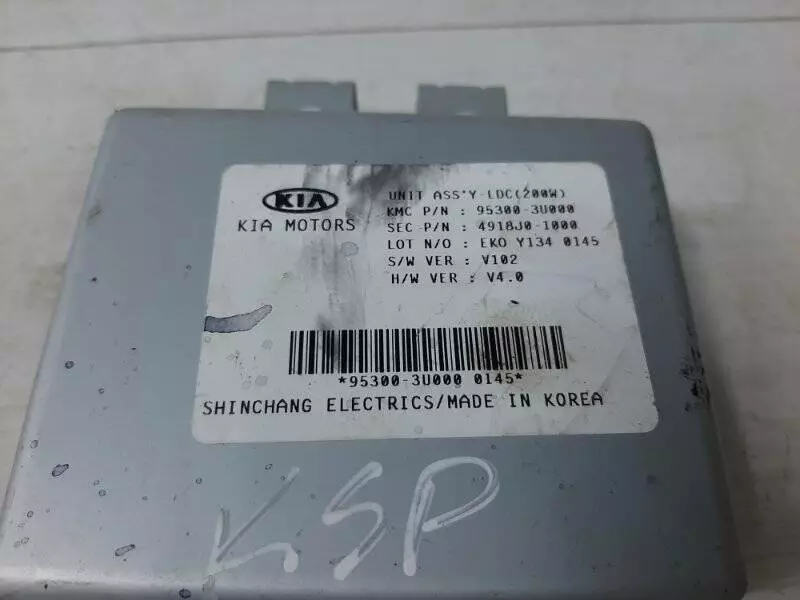 KIA
KIA MOTORS
UNIT ASS'Y-LDC(200W)
KMC P/N : 95300-3U000
SEC P/N : 4918J0-1000
LOT N/O : EKO Y134 0145
S/W VER : V102
H/W VER : V4.0
*95300-3U000 0145*
SHINCHANG ELECTRICS/MADE IN KOREA
KSP